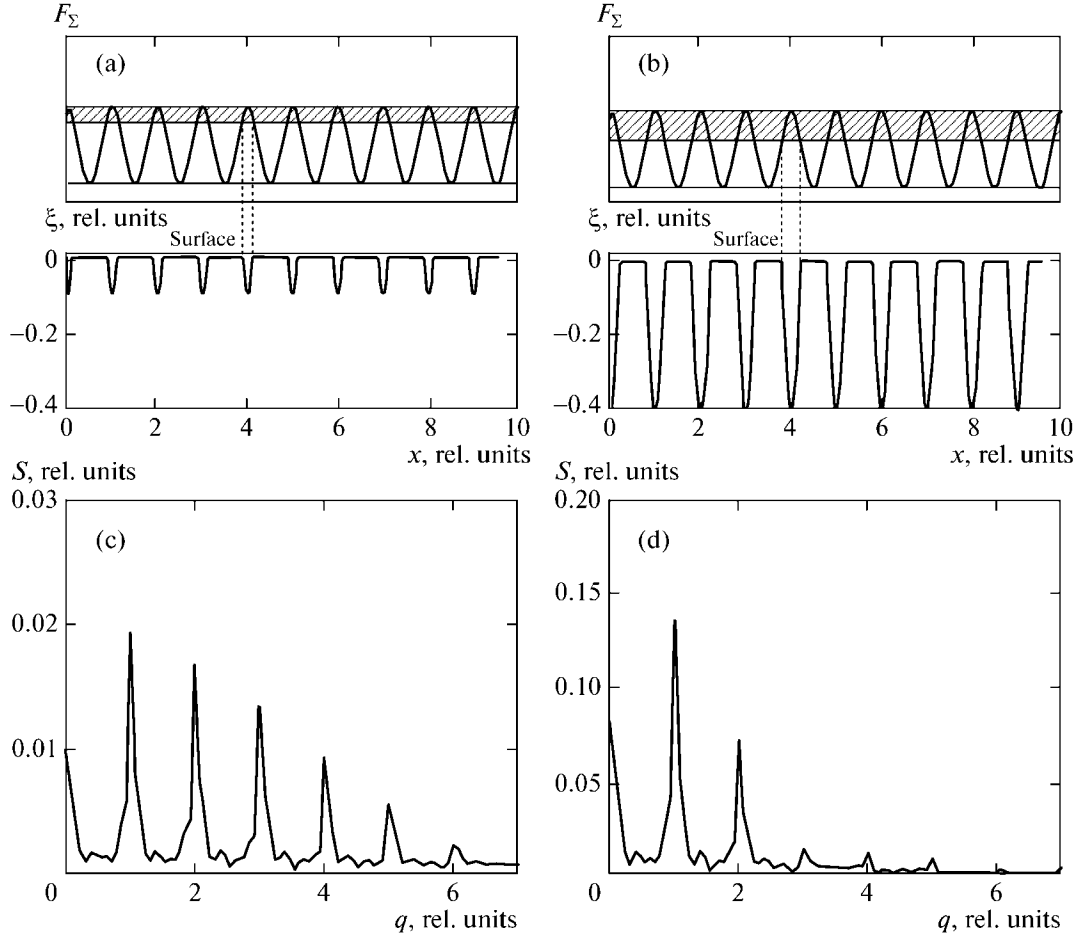 F_Σ
(a)
ξ, rel. units
Surface
0
–0.2
–0.4
0 2 4 6 8 10
x, rel. units
F_Σ
(b)
ξ, rel. units
Surface
0
–0.2
–0.4
0 2 4 6 8 10
x, rel. units
S, rel. units
0.03
(c)
0.02
0.01
0 2 4 6
q, rel. units
S, rel. units
0.20
(d)
0.15
0.10
0.05
0 2 4 6
q, rel. units